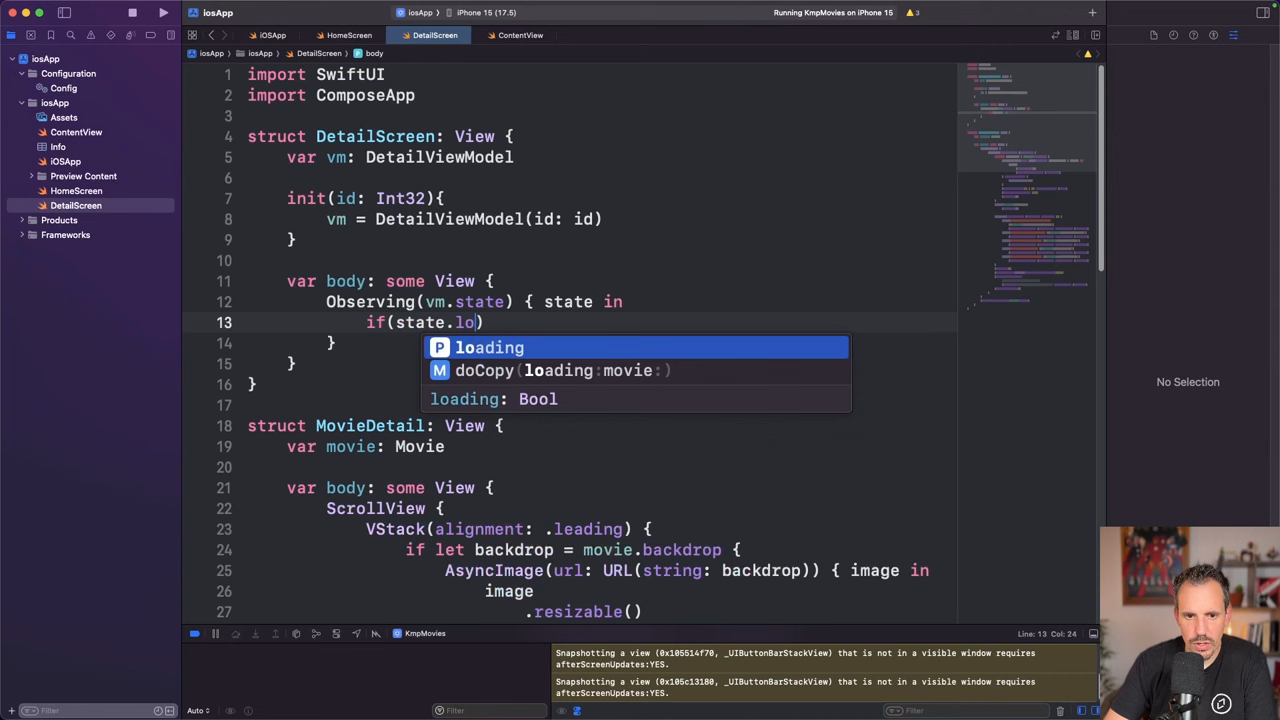 iosApp
iosApp
iPhone 15 (17.5)
Running KmpMovies on iPhone 15
3
iOSApp
HomeScreen
DetailScreen
ContentView
iosApp
iosApp
DetailScreen
body
iosApp
Configuration
Config
iosApp
Assets
ContentView
Info
iOSApp
Preview Content
HomeScreen
DetailScreen
Products
Frameworks
1 import SwiftUI
2 import ComposeApp
3
4 struct DetailScreen: View {
5 var vm: DetailViewModel
6
7 init(id: Int32){
8 vm = DetailViewModel(id: id)
9 }
10
11 var body: some View {
12 Observing(vm.state) { state in
13 if(state.lo)
14 }
15 }
16 }
17
18 struct MovieDetail: View {
19 var movie: Movie
20
21 var body: some View {
22 ScrollView {
23 VStack(alignment: .leading) {
24 if let backdrop = movie.backdrop {
25 AsyncImage(url: URL(string: backdrop)) { image in
26 image
27 .resizable()
P loading
M doCopy(loading:movie:)
loading: Bool
No Selection
KmpMovies
Line: 13 Col: 24
Snapshotting a view (0x105514f70, _UIButtonBarStackView) that is not in a visible window requires
afterScreenUpdates:YES.
Snapshotting a view (0x105c13180, _UIButtonBarStackView) that is not in a visible window requires
afterScreenUpdates:YES.
Filter
Auto
Filter
Filter